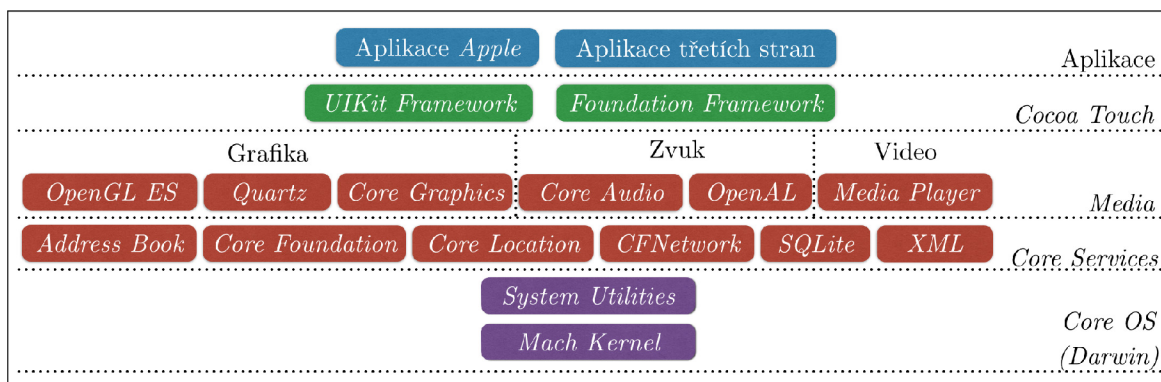 Aplikace Apple Aplikace třetích stran Aplikace
UIKit Framework Foundation Framework Cocoa Touch
Grafika Zvuk Video
OpenGL ES Quartz Core Graphics Core Audio OpenAL Media Player Media
Address Book Core Foundation Core Location CFNetwork SQLite XML Core Services
System Utilities
Core OS
Mach Kernel
(Darwin)